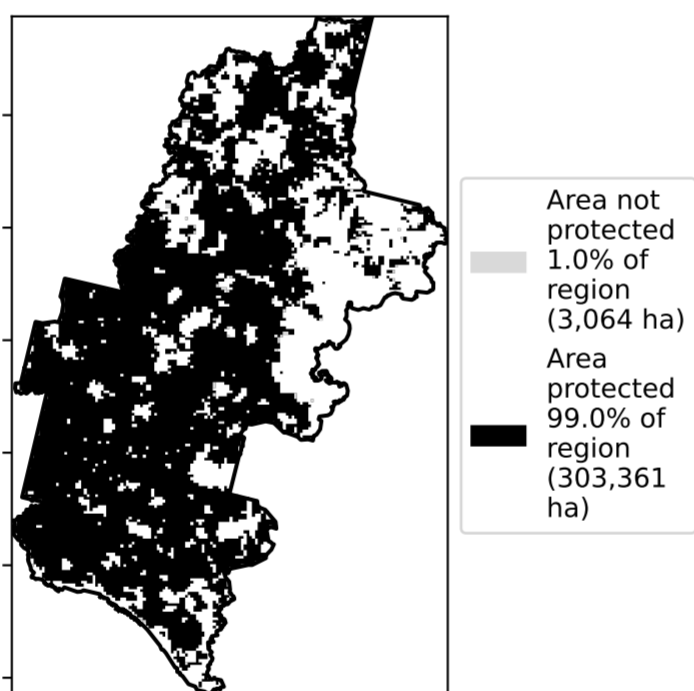 Area not
protected
1.0% of
region
(3,064 ha)
Area
protected
99.0% of
region
(303,361
ha)